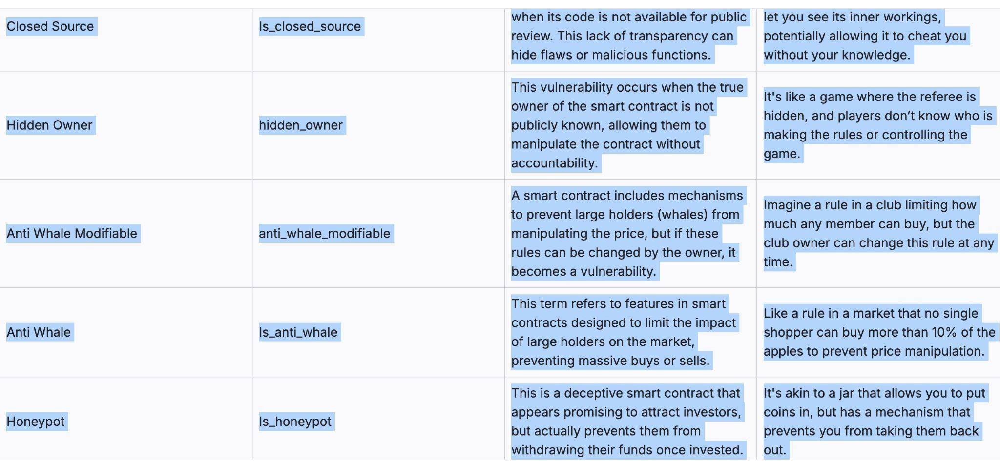 Closed Source
Is_closed_source
when its code is not available for public
review. This lack of transparency can
hide flaws or malicious functions.
let you see its inner workings,
potentially allowing it to cheat you
without your knowledge.
Hidden Owner
hidden_owner
This vulnerability occurs when the true
owner of the smart contract is not
publicly known, allowing them to
manipulate the contract without
accountability.
It's like a game where the referee is
hidden, and players don’t know who is
making the rules or controlling the
game.
Anti Whale Modifiable
anti_whale_modifiable
A smart contract includes mechanisms
to prevent large holders (whales) from
manipulating the price, but if these
rules can be changed by the owner, it
becomes a vulnerability.
Imagine a rule in a club limiting how
much any member can buy, but the
club owner can change this rule at any
time.
Anti Whale
Is_anti_whale
This term refers to features in smart
contracts designed to limit the impact
of large holders on the market,
preventing massive buys or sells.
Like a rule in a market that no single
shopper can buy more than 10% of the
apples to prevent price manipulation.
Honeypot
Is_honeypot
This is a deceptive smart contract that
appears promising to attract investors,
but actually prevents them from
withdrawing their funds once invested.
It's akin to a jar that allows you to put
coins in, but has a mechanism that
prevents you from taking them back
out.